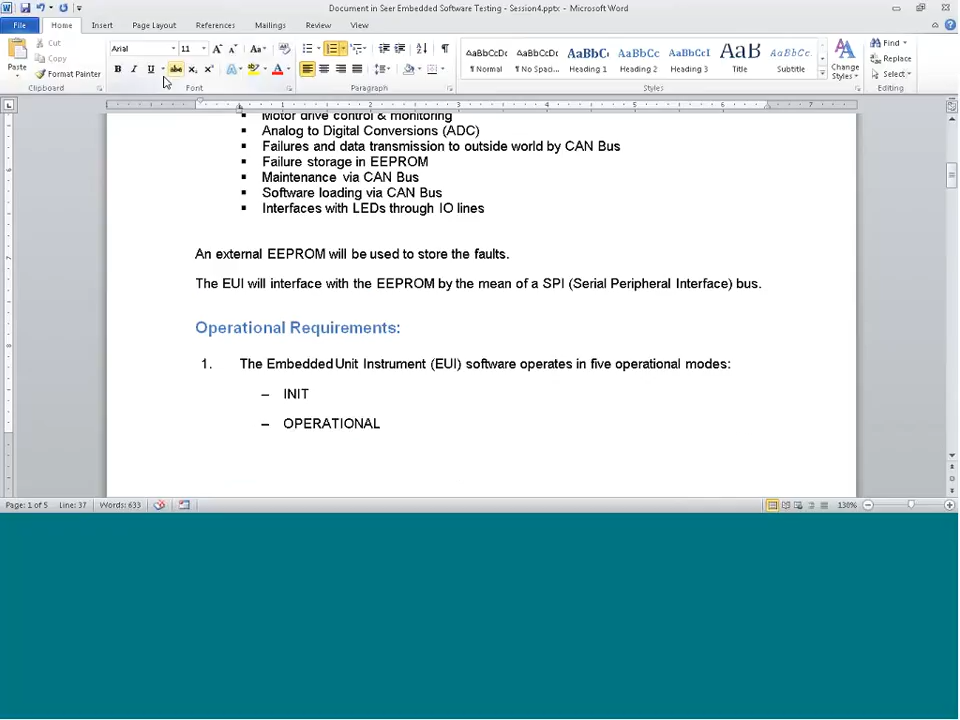 Document in Seer Embedded Software Testing - Session4.pptx - Microsoft Word
File Home Insert Page Layout References Mailings Review View
Paste
Cut
Copy
Format Painter
Clipboard
Arial 11
Font
Paragraph
AaBbCcDc AaBbCcDc AaBbC AaBbCc AaBbCcI AaB AaBbCc.
¶ Normal ¶ No Spaci... Heading 1 Heading 2 Heading 3 Title Subtitle
Styles
Change Styles
Find
Replace
Select
Editing
Motor drive control & monitoring
Analog to Digital Conversions (ADC)
Failures and data transmission to outside world by CAN Bus
Failure storage in EEPROM
Maintenance via CAN Bus
Software loading via CAN Bus
Interfaces with LEDs through IO lines
An external EEPROM will be used to store the faults.
The EUI will interface with the EEPROM by the mean of a SPI (Serial Peripheral Interface) bus.
Operational Requirements:
1. The Embedded Unit Instrument (EUI) software operates in five operational modes:
– INIT
– OPERATIONAL
Page: 1 of 5 Line: 37 Words: 633 130%